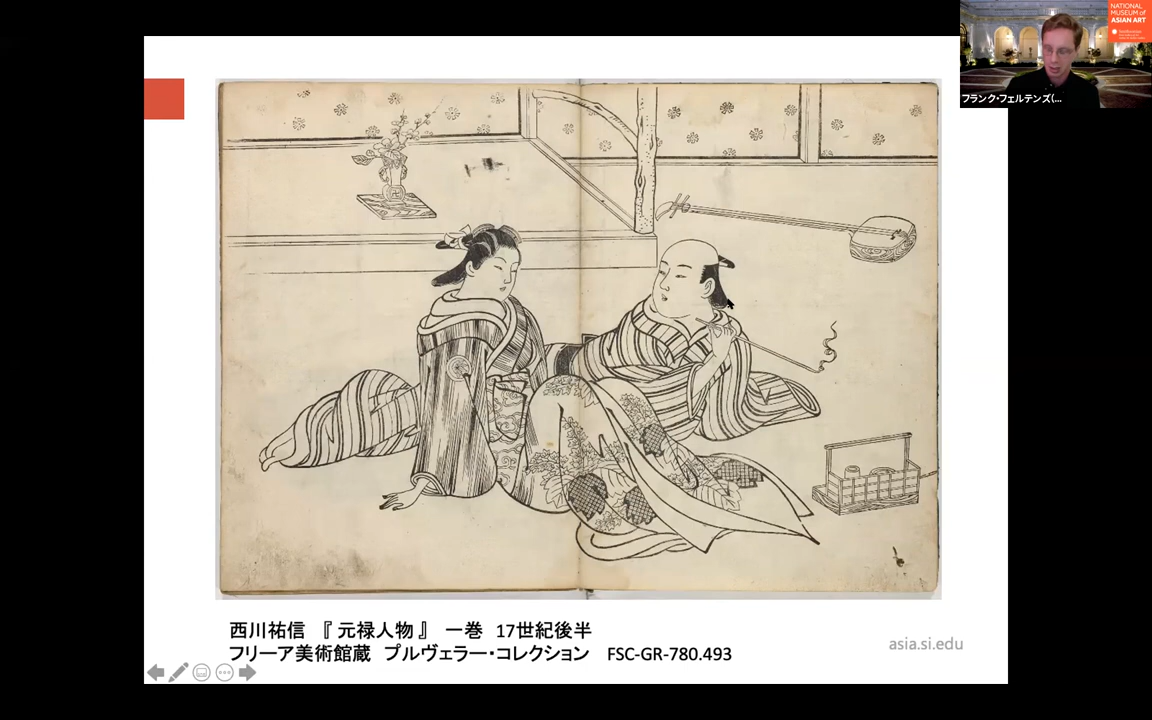 NATIONAL
MUSEUM of
ASIAN ART
Smithsonian
フランク・フェルテンズ(...
西川祐信 『 元禄人物 』 一巻 17世紀後半
フリーア美術館蔵 プルヴェラー・コレクション FSC-GR-780.493
asia.si.edu